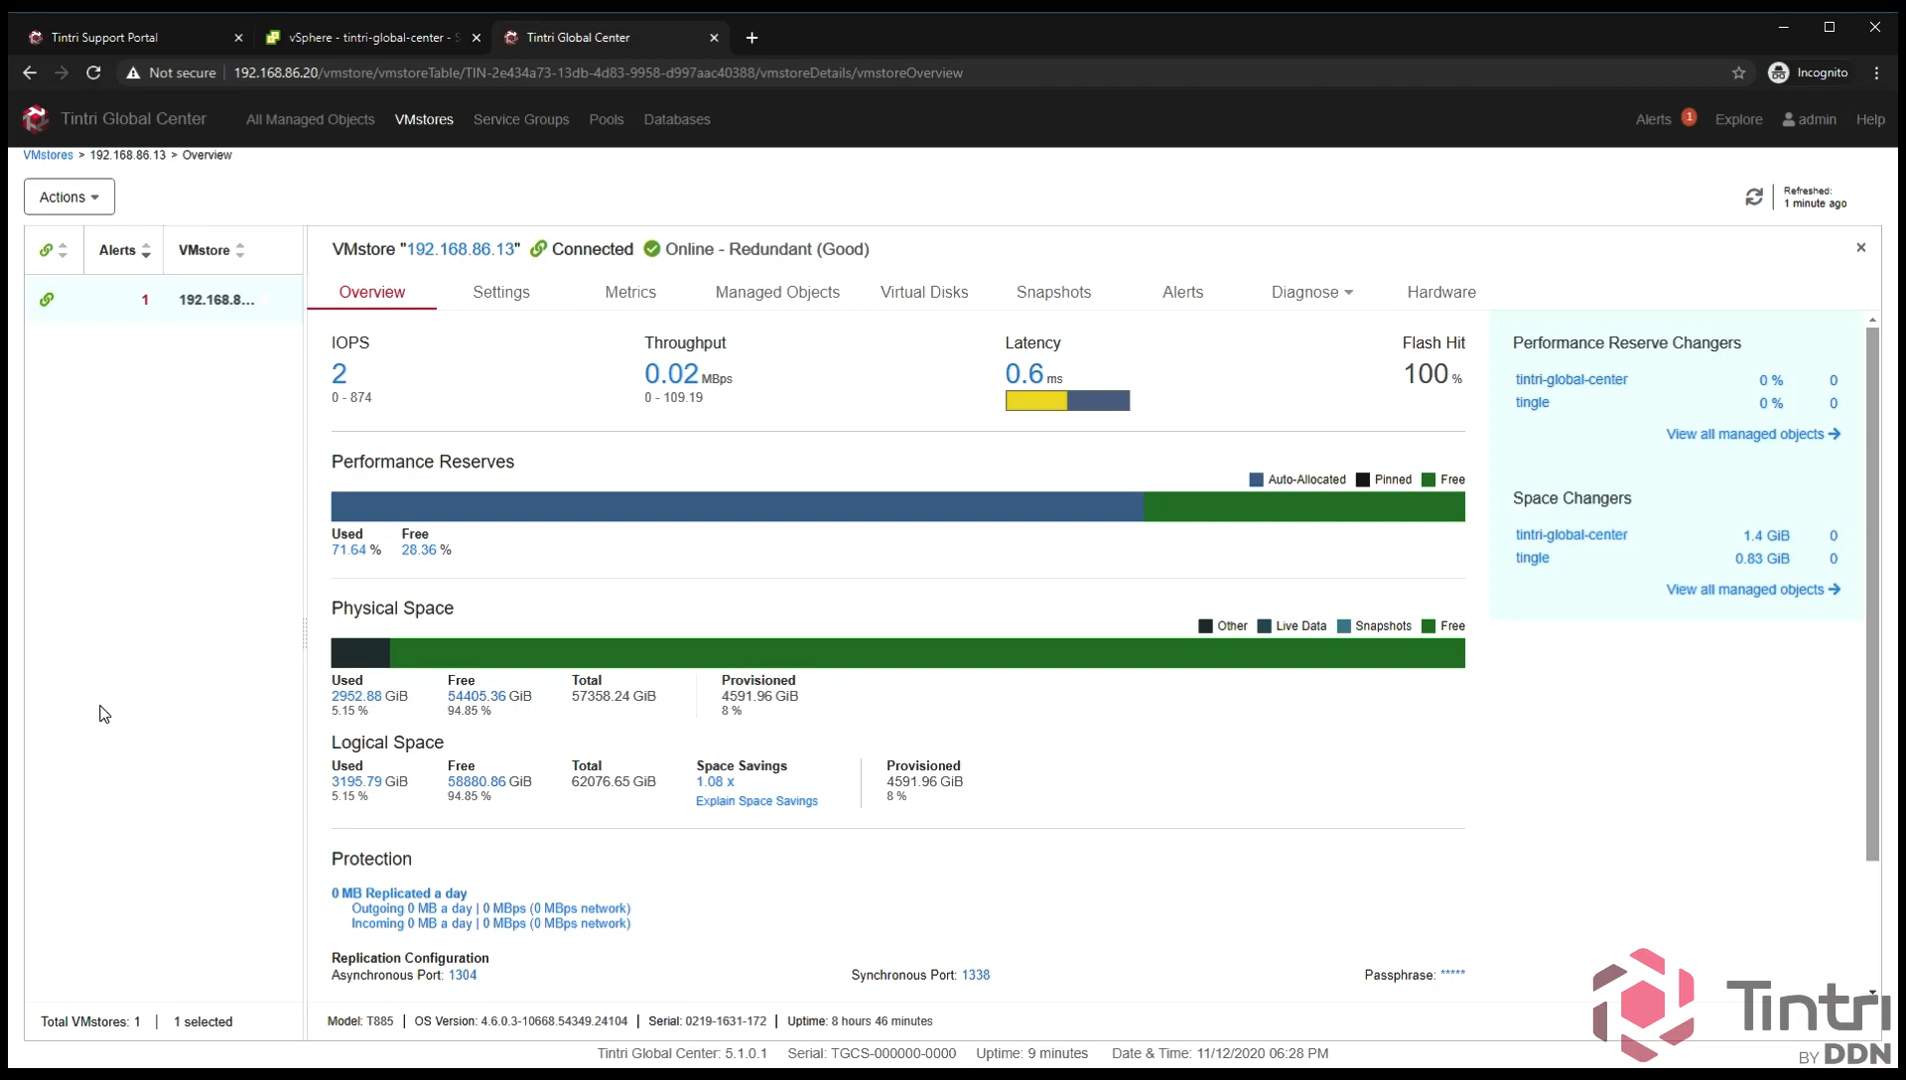 Tintri Support Portal
vSphere - tintri-global-center - S
Tintri Global Center
Not secure
192.168.86.20/vmstore/vmstoreTable/TIN-2e434a73-13db-4d83-9958-d997aac40388/vmstoreDetails/vmstoreOverview
Incognito
Tintri Global Center
All Managed Objects
VMstores
Service Groups
Pools
Databases
Alerts 1
Explore
admin
Help
VMstores > 192.168.86.13 > Overview
Actions
Refreshed:
1 minute ago
Alerts
VMstore
1
192.168.8...
VMstore "192.168.86.13" Connected Online - Redundant (Good)
Overview
Settings
Metrics
Managed Objects
Virtual Disks
Snapshots
Alerts
Diagnose
Hardware
IOPS
2
0 - 874
Throughput
0.02 MBps
0 - 109.19
Latency
0.6 ms
Flash Hit
100 %
Performance Reserves
Auto-Allocated Pinned Free
Used
71.64 %
Free
28.36 %
Physical Space
Other Live Data Snapshots Free
Used
2952.88 GiB
5.15 %
Free
54405.36 GiB
94.85 %
Total
57358.24 GiB
Provisioned
4591.96 GiB
8 %
Logical Space
Used
3195.79 GiB
5.15 %
Free
58880.86 GiB
94.85 %
Total
62076.65 GiB
Space Savings
1.08 x
Explain Space Savings
Provisioned
4591.96 GiB
8 %
Protection
0 MB Replicated a day
Outgoing 0 MB a day | 0 MBps (0 MBps network)
Incoming 0 MB a day | 0 MBps (0 MBps network)
Replication Configuration
Asynchronous Port: 1304
Synchronous Port: 1338
Passphrase: *****
Performance Reserve Changers
tintri-global-center 0 % 0
tingle 0 % 0
View all managed objects
Space Changers
tintri-global-center 1.4 GiB 0
tingle 0.83 GiB 0
View all managed objects
Total VMstores: 1 | 1 selected
Model: T885 | OS Version: 4.6.0.3-10668.54349.24104 | Serial: 0219-1631-172 | Uptime: 8 hours 46 minutes
Tintri Global Center: 5.1.0.1 Serial: TGCS-000000-0000 Uptime: 9 minutes Date & Time: 11/12/2020 06:28 PM
Tintri
BY DDN